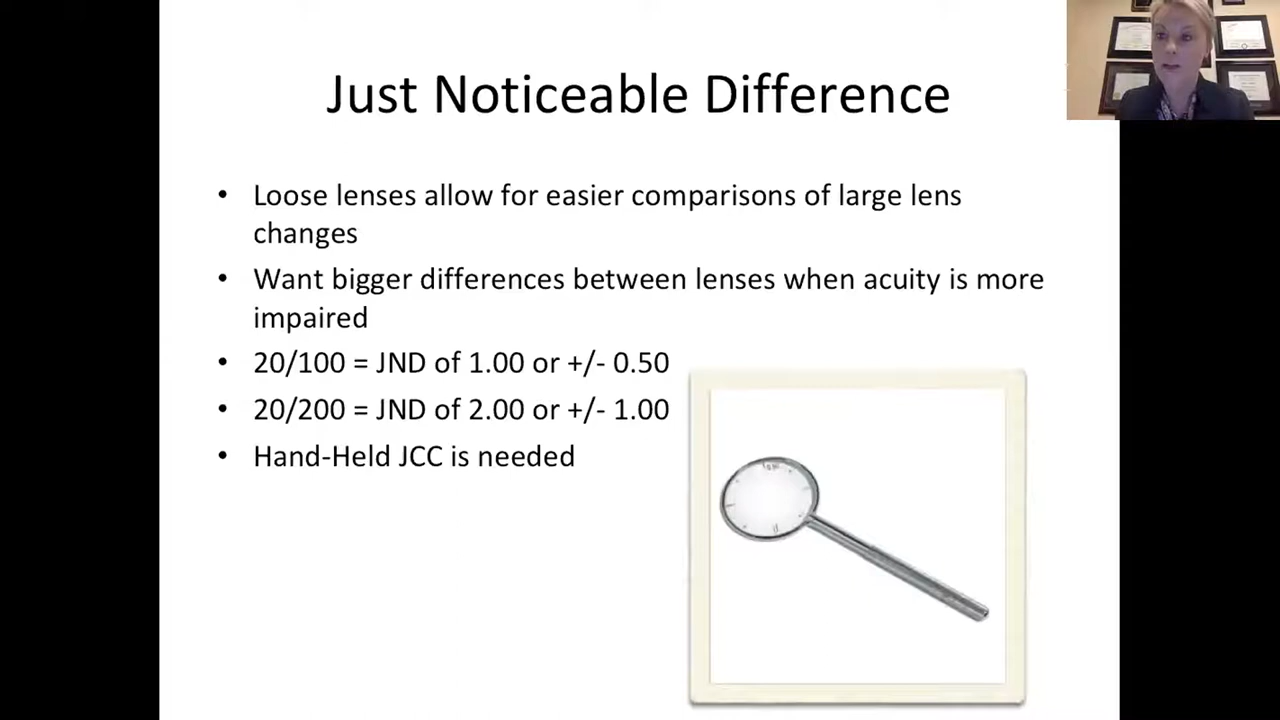 Just Noticeable Difference
• Loose lenses allow for easier comparisons of large lens
changes
• Want bigger differences between lenses when acuity is more
impaired
• 20/100 = JND of 1.00 or +/- 0.50
• 20/200 = JND of 2.00 or +/- 1.00
• Hand-Held JCC is needed